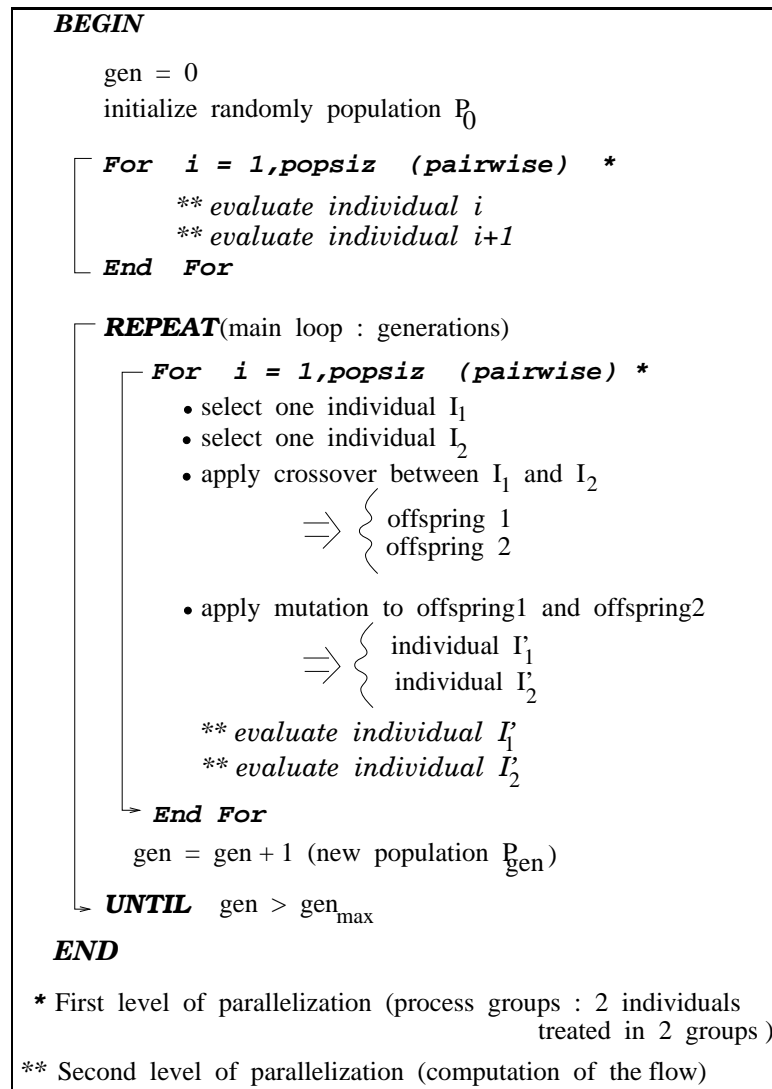 BEGIN
gen = 0
initialize randomly population P0
For i = 1,popsiz (pairwise) *
** evaluate individual i
** evaluate individual i+1
End For
REPEAT(main loop : generations)
For i = 1,popsiz (pairwise) *
• select one individual I1
• select one individual I2
• apply crossover between I1 and I2
⇒ { offspring 1
offspring 2
• apply mutation to offspring1 and offspring2
⇒ { individual I'1
individual I'2
** evaluate individual I'1
** evaluate individual I'2
End For
gen = gen + 1 (new population Pgen)
UNTIL gen > genmax
END
* First level of parallelization (process groups : 2 individuals
treated in 2 groups )
** Second level of parallelization (computation of the flow)